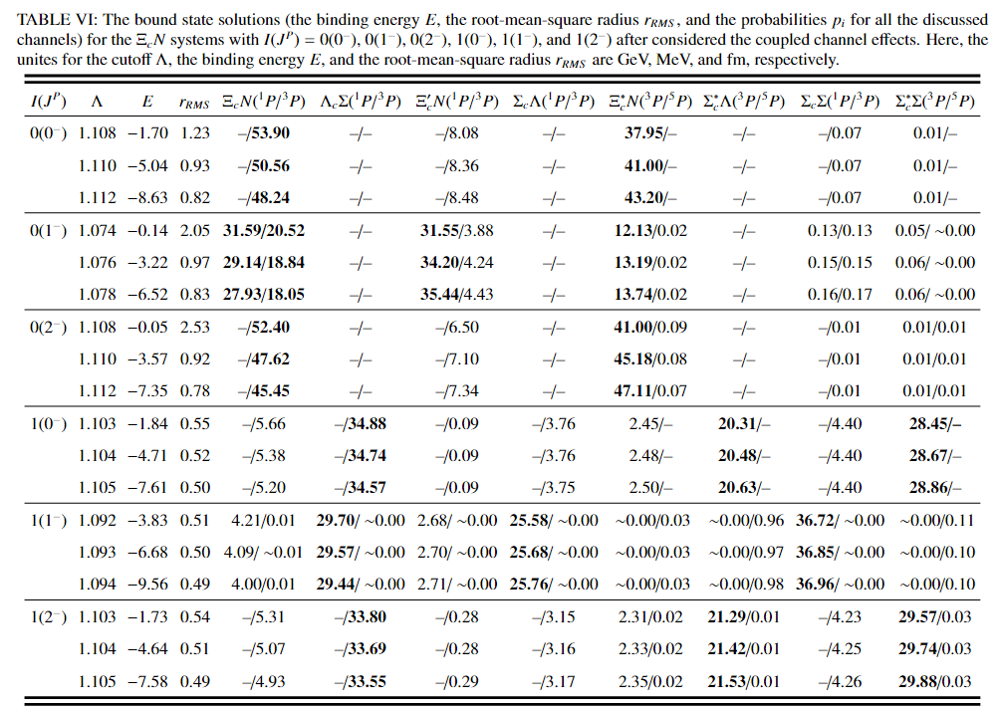 TABLE VI: The bound state solutions (the binding energy E, the root-mean-square radius r_RMS, and the probabilities p_i for all the discussed
channels) for the Ξ_cN systems with I(J^P) = 0(0⁻), 0(1⁻), 0(2⁻), 1(0⁻), 1(1⁻), and 1(2⁻) after considered the coupled channel effects. Here, the
unites for the cutoff Λ, the binding energy E, and the root-mean-square radius r_RMS are GeV, MeV, and fm, respectively.
I(J^P) Λ E r_RMS Ξ_cN(¹P/³P) Λ_cΣ(¹P/³P) Ξ′_cN(¹P/³P) Σ_cΛ(¹P/³P) Ξ*_cN(³P/⁵P) Σ*_cΛ(³P/⁵P) Σ_cΣ(¹P/³P) Σ*_cΣ(³P/⁵P)
0(0⁻) 1.108 −1.70 1.23 –/53.90 –/– –/8.08 –/– 37.95/– –/– –/0.07 0.01/–
1.110 −5.04 0.93 –/50.56 –/– –/8.36 –/– 41.00/– –/– –/0.07 0.01/–
1.112 −8.63 0.82 –/48.24 –/– –/8.48 –/– 43.20/– –/– –/0.07 0.01/–
0(1⁻) 1.074 −0.14 2.05 31.59/20.52 –/– 31.55/3.88 –/– 12.13/0.02 –/– 0.13/0.13 0.05/ ~0.00
1.076 −3.22 0.97 29.14/18.84 –/– 34.20/4.24 –/– 13.19/0.02 –/– 0.15/0.15 0.06/ ~0.00
1.078 −6.52 0.83 27.93/18.05 –/– 35.44/4.43 –/– 13.74/0.02 –/– 0.16/0.17 0.06/ ~0.00
0(2⁻) 1.108 −0.05 2.53 –/52.40 –/– –/6.50 –/– 41.00/0.09 –/– –/0.01 0.01/0.01
1.110 −3.57 0.92 –/47.62 –/– –/7.10 –/– 45.18/0.08 –/– –/0.01 0.01/0.01
1.112 −7.35 0.78 –/45.45 –/– –/7.34 –/– 47.11/0.07 –/– –/0.01 0.01/0.01
1(0⁻) 1.103 −1.84 0.55 –/5.66 –/34.88 –/0.09 –/3.76 2.45/– 20.31/– –/4.40 28.45/–
1.104 −4.71 0.52 –/5.38 –/34.74 –/0.09 –/3.76 2.48/– 20.48/– –/4.40 28.67/–
1.105 −7.61 0.50 –/5.20 –/34.57 –/0.09 –/3.75 2.50/– 20.63/– –/4.40 28.86/–
1(1⁻) 1.092 −3.83 0.51 4.21/0.01 29.70/ ~0.00 2.68/ ~0.00 25.58/ ~0.00 ~0.00/0.03 ~0.00/0.96 36.72/ ~0.00 ~0.00/0.11
1.093 −6.68 0.50 4.09/ ~0.01 29.57/ ~0.00 2.70/ ~0.00 25.68/ ~0.00 ~0.00/0.03 ~0.00/0.97 36.85/ ~0.00 ~0.00/0.10
1.094 −9.56 0.49 4.00/0.01 29.44/ ~0.00 2.71/ ~0.00 25.76/ ~0.00 ~0.00/0.03 ~0.00/0.98 36.96/ ~0.00 ~0.00/0.10
1(2⁻) 1.103 −1.73 0.54 –/5.31 –/33.80 –/0.28 –/3.15 2.31/0.02 21.29/0.01 –/4.23 29.57/0.03
1.104 −4.64 0.51 –/5.07 –/33.69 –/0.28 –/3.16 2.33/0.02 21.42/0.01 –/4.25 29.74/0.03
1.105 −7.58 0.49 –/4.93 –/33.55 –/0.29 –/3.17 2.35/0.02 21.53/0.01 –/4.26 29.88/0.03